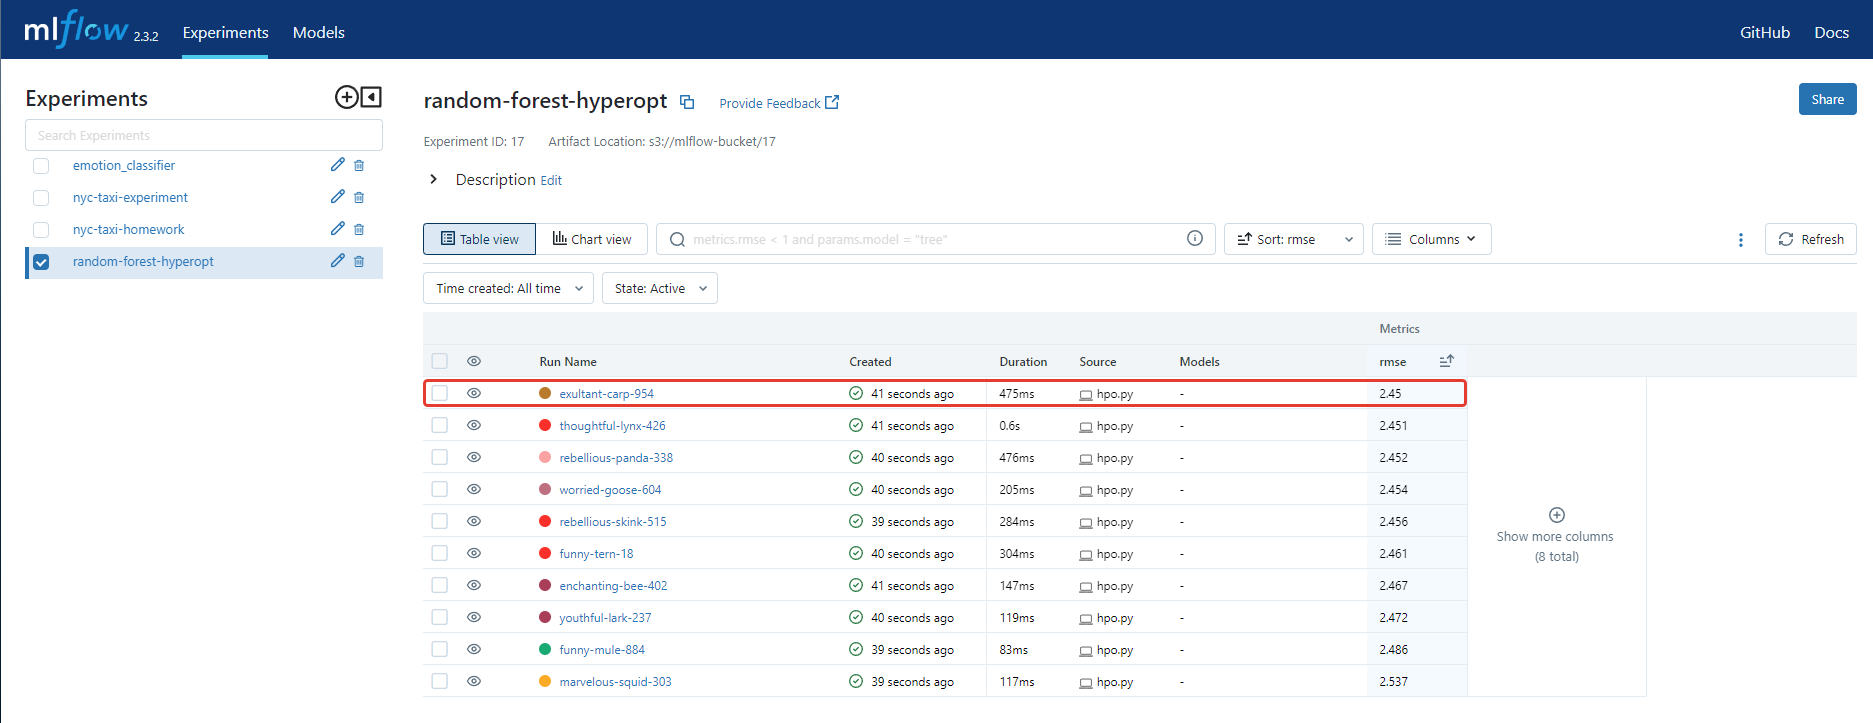 mlflow 2.3.2 Experiments Models GitHub Docs
Experiments
Search Experiments
emotion_classifier
nyc-taxi-experiment
nyc-taxi-homework
random-forest-hyperopt
random-forest-hyperopt Provide Feedback Share
Experiment ID: 17 Artifact Location: s3://mlflow-bucket/17
Description Edit
Table view Chart view metrics.rmse < 1 and params.model = "tree" Sort: rmse Columns Refresh
Time created: All time State: Active
Metrics
Run Name Created Duration Source Models rmse
exultant-carp-954 41 seconds ago 475ms hpo.py - 2.45
thoughtful-lynx-426 41 seconds ago 0.6s hpo.py - 2.451
rebellious-panda-338 40 seconds ago 476ms hpo.py - 2.452
worried-goose-604 40 seconds ago 205ms hpo.py - 2.454
rebellious-skink-515 39 seconds ago 284ms hpo.py - 2.456
funny-tern-18 40 seconds ago 304ms hpo.py - 2.461
enchanting-bee-402 41 seconds ago 147ms hpo.py - 2.467
youthful-lark-237 40 seconds ago 119ms hpo.py - 2.472
funny-mule-884 39 seconds ago 83ms hpo.py - 2.486
marvelous-squid-303 39 seconds ago 117ms hpo.py - 2.537
Show more columns
(8 total)